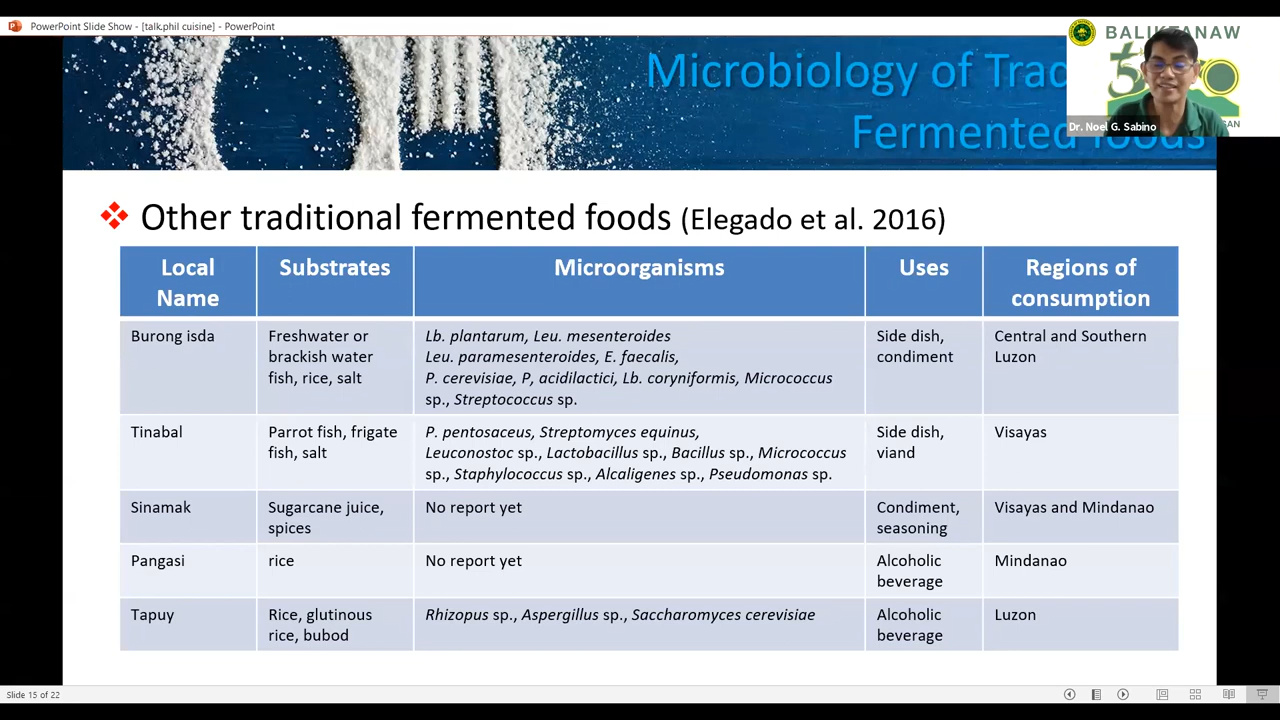 PowerPoint Slide Show - [talk.phil cuisine] - PowerPoint
BALIKTANAW
Microbiology of Trad
Fermented foods
Dr. Noel G. Sabino
SAN
❖ Other traditional fermented foods (Elegado et al. 2016)
Local Name Substrates Microorganisms Uses Regions of consumption
Burong isda Freshwater or brackish water fish, rice, salt Lb. plantarum, Leu. mesenteroides Leu. paramesenteroides, E. faecalis, P. cerevisiae, P, acidilactici, Lb. coryniformis, Micrococcus sp., Streptococcus sp. Side dish, condiment Central and Southern Luzon
Tinabal Parrot fish, frigate fish, salt P. pentosaceus, Streptomyces equinus, Leuconostoc sp., Lactobacillus sp., Bacillus sp., Micrococcus sp., Staphylococcus sp., Alcaligenes sp., Pseudomonas sp. Side dish, viand Visayas
Sinamak Sugarcane juice, spices No report yet Condiment, seasoning Visayas and Mindanao
Pangasi rice No report yet Alcoholic beverage Mindanao
Tapuy Rice, glutinous rice, bubod Rhizopus sp., Aspergillus sp., Saccharomyces cerevisiae Alcoholic beverage Luzon
Slide 15 of 22